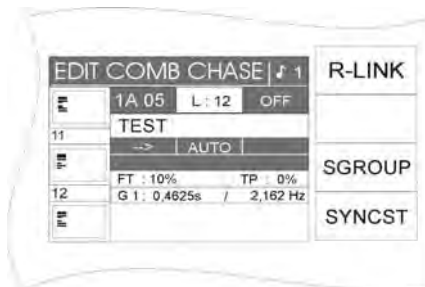 EDIT COMB CHASE ♪ 1
R-LINK
1A 05 L : 12 OFF
11
TEST
--> AUTO
SGROUP
FT : 10% TP : 0%
12
G 1 : 0,4625s / 2,162 Hz
SYNCST